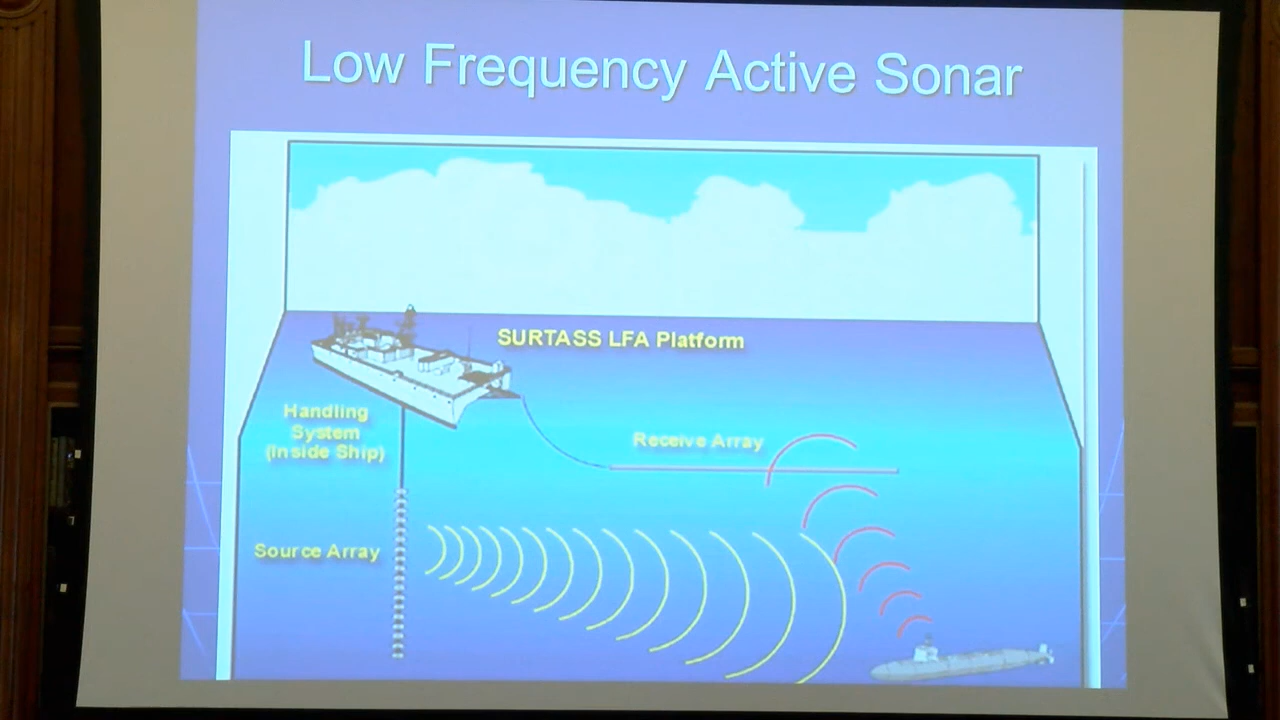 Low Frequency Active Sonar
SURTASS LFA Platform
Handling
System
(Inside Ship)
Receive Array
Source Array